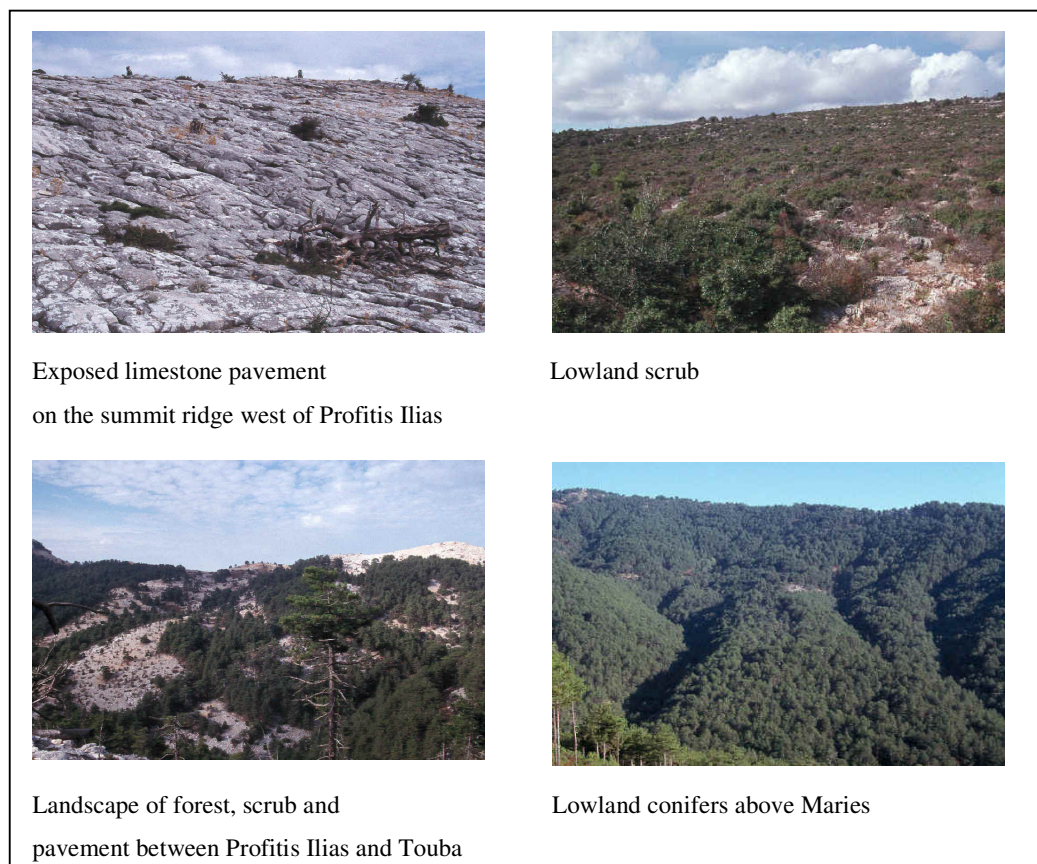 Exposed limestone pavement
on the summit ridge west of Profitis Ilias
Lowland scrub
Landscape of forest, scrub and
pavement between Profitis Ilias and Touba
Lowland conifers above Maries